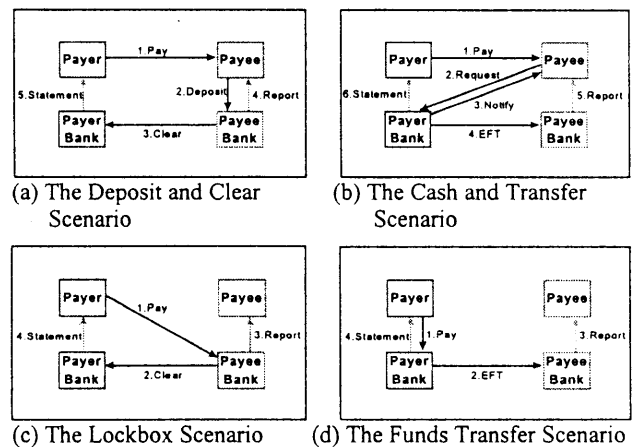 Payer
1.Pay
Payee
2.Deposit
4.Report
5.Statement
Payer
Bank
3.Clear
Payee
Bank
(a) The Deposit and Clear
Scenario
Payer
1.Pay
Payee
2.Request
3.Notify
6.Statement
5.Report
Payer
Bank
4.EFT
Payee
Bank
(b) The Cash and Transfer
Scenario
Payer
1.Pay
Payee
4.Statement
3.Report
Payer
Bank
2.Clear
Payee
Bank
(c) The Lockbox Scenario
Payer
Payee
4.Statement
1.Pay
3.Report
Payer
Bank
2.EFT
Payee
Bank
(d) The Funds Transfer Scenario